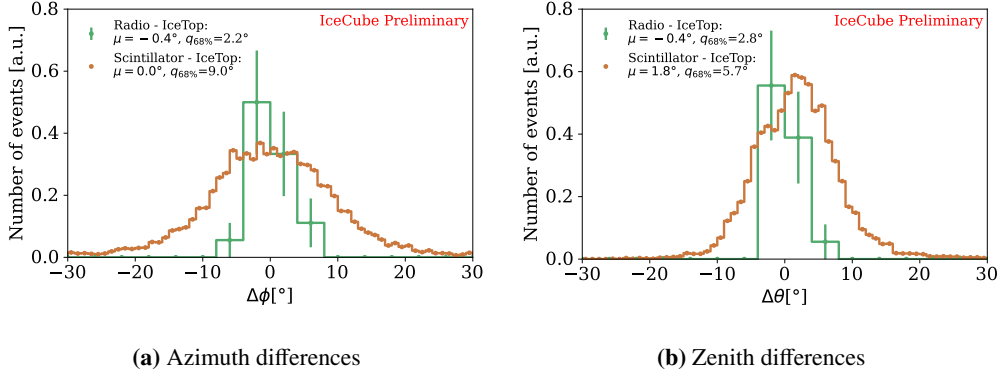 IceCube Preliminary
Radio - IceTop:
μ = −0.4°, q68%=2.2°
Scintillator - IceTop:
μ = 0.0°, q68%=9.0°
Number of events [a.u.]
0.8
0.6
0.4
0.2
0.0
−30 −20 −10 0 10 20 30
Δϕ[°]
(a) Azimuth differences
IceCube Preliminary
Radio - IceTop:
μ = −0.4°, q68%=2.8°
Scintillator - IceTop:
μ = 1.8°, q68%=5.7°
Number of events [a.u.]
0.8
0.6
0.4
0.2
0.0
−30 −20 −10 0 10 20 30
Δθ[°]
(b) Zenith differences